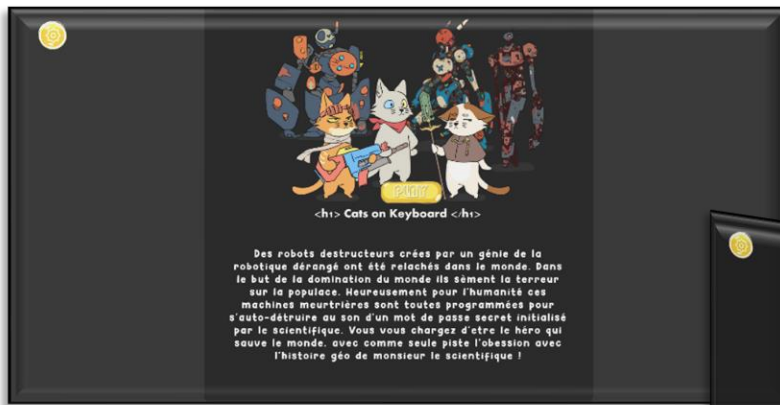 PLAY
<h1> Cats on Keyboard </h1>
Des robots destructeurs crées par un génie de la
robotique dérangé ont été relachés dans le monde. Dans
le but de la domination du monde ils sèment la terreur
sur la populace. Heureusement pour l'humanité ces
machines meurtrières sont toutes programmées pour
s'auto-détruire au son d'un mot de passe secret initialisé
par le scientifique. Vous vous chargez d'etre le héro qui
sauve le monde, avec comme seule piste l'obession avec
l'histoire géo de monsieur le scientifique !